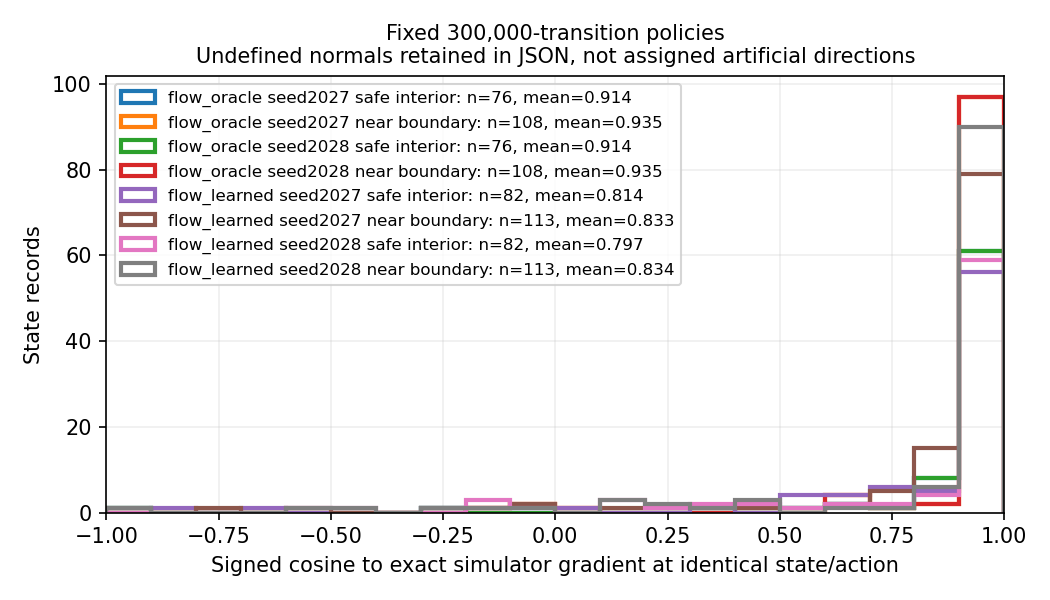 Fixed 300,000-transition policies
Undefined normals retained in JSON, not assigned artificial directions
State records
100
80
60
40
20
0
flow_oracle seed2027 safe interior: n=76, mean=0.914
flow_oracle seed2027 near boundary: n=108, mean=0.935
flow_oracle seed2028 safe interior: n=76, mean=0.914
flow_oracle seed2028 near boundary: n=108, mean=0.935
flow_learned seed2027 safe interior: n=82, mean=0.814
flow_learned seed2027 near boundary: n=113, mean=0.833
flow_learned seed2028 safe interior: n=82, mean=0.797
flow_learned seed2028 near boundary: n=113, mean=0.834
−1.00 −0.75 −0.50 −0.25 0.00 0.25 0.50 0.75 1.00
Signed cosine to exact simulator gradient at identical state/action